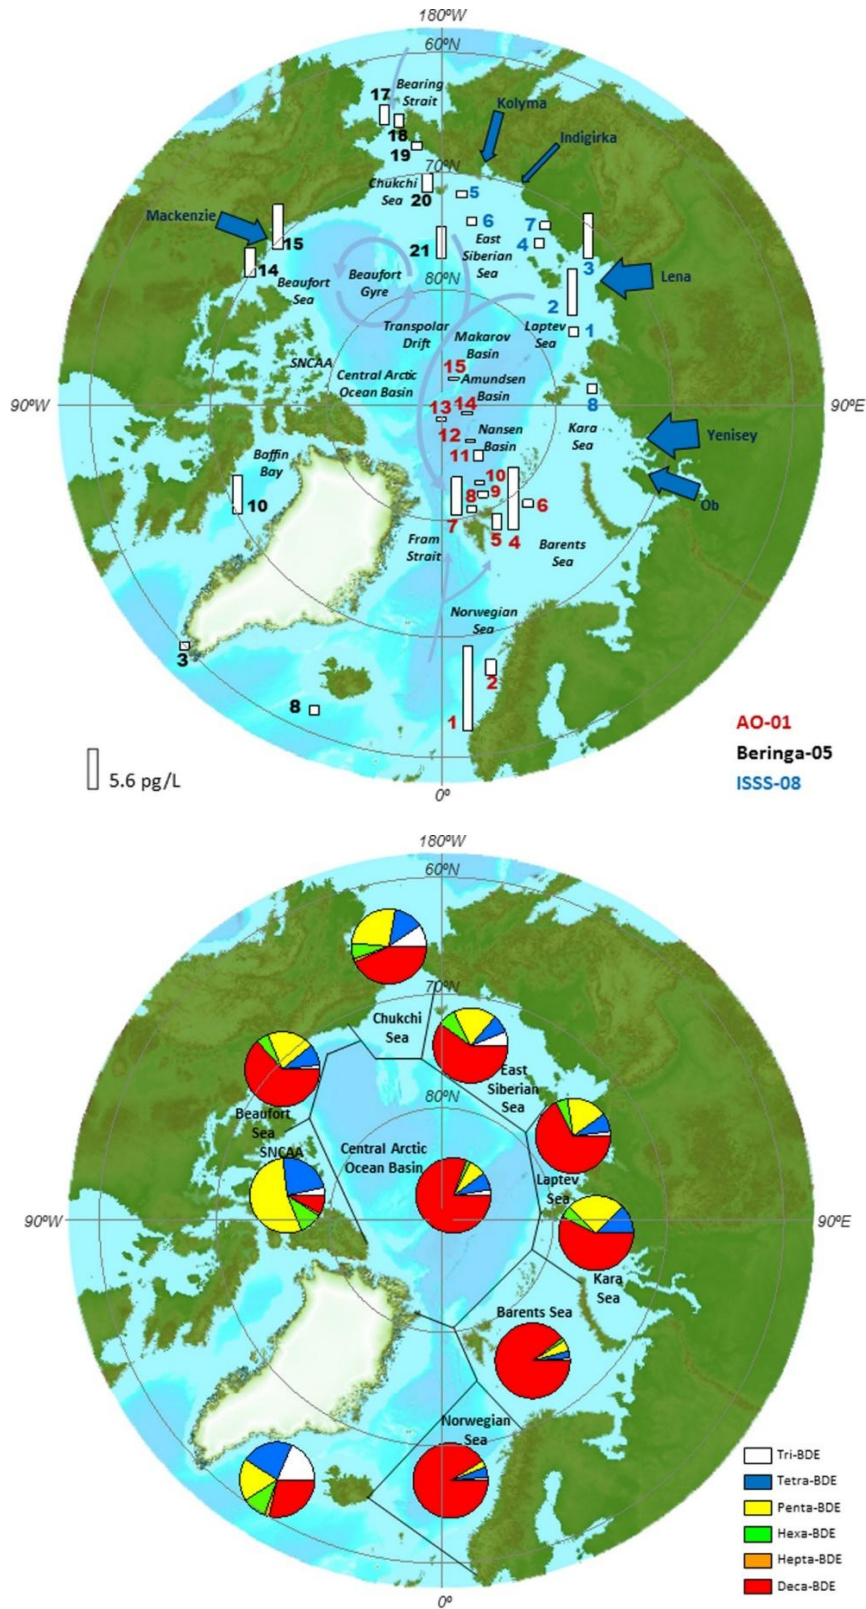 180ºW
60ºN
Bearing
Strait
17
18
19
Kolyma
Indigirka
70ºN
Chukchi
Sea
20
5
6
7
4
East
Siberian
Sea
3
Mackenzie
15
14
21
Beaufort
Sea
Beaufort
Gyre
80ºN
Lena
2
1
Laptev
Sea
Transpolar
Drift
Makarov
Basin
SNCAA
Central Arctic
Ocean Basin
15
Amundsen
Basin
8
90ºW
90ºE
13
14
12
Nansen
Basin
11
Kara
Sea
Yenisey
Ob
Baffin
Bay
10
10
9
8
7
6
5
4
Fram
Strait
Barents
Sea
Norwegian
Sea
3
8
2
1
5.6 pg/L
AO-01
Beringa-05
ISSS-08
0º
180ºW
60ºN
70ºN
Chukchi
Sea
East
Siberian
Sea
80ºN
Beaufort
Sea
SNCAA
Central Arctic
Ocean Basin
Laptev
Sea
90ºW
90ºE
Kara
Sea
Barents Sea
Norwegian
Sea
Tri-BDE
Tetra-BDE
Penta-BDE
Hexa-BDE
Hepta-BDE
Deca-BDE
0º